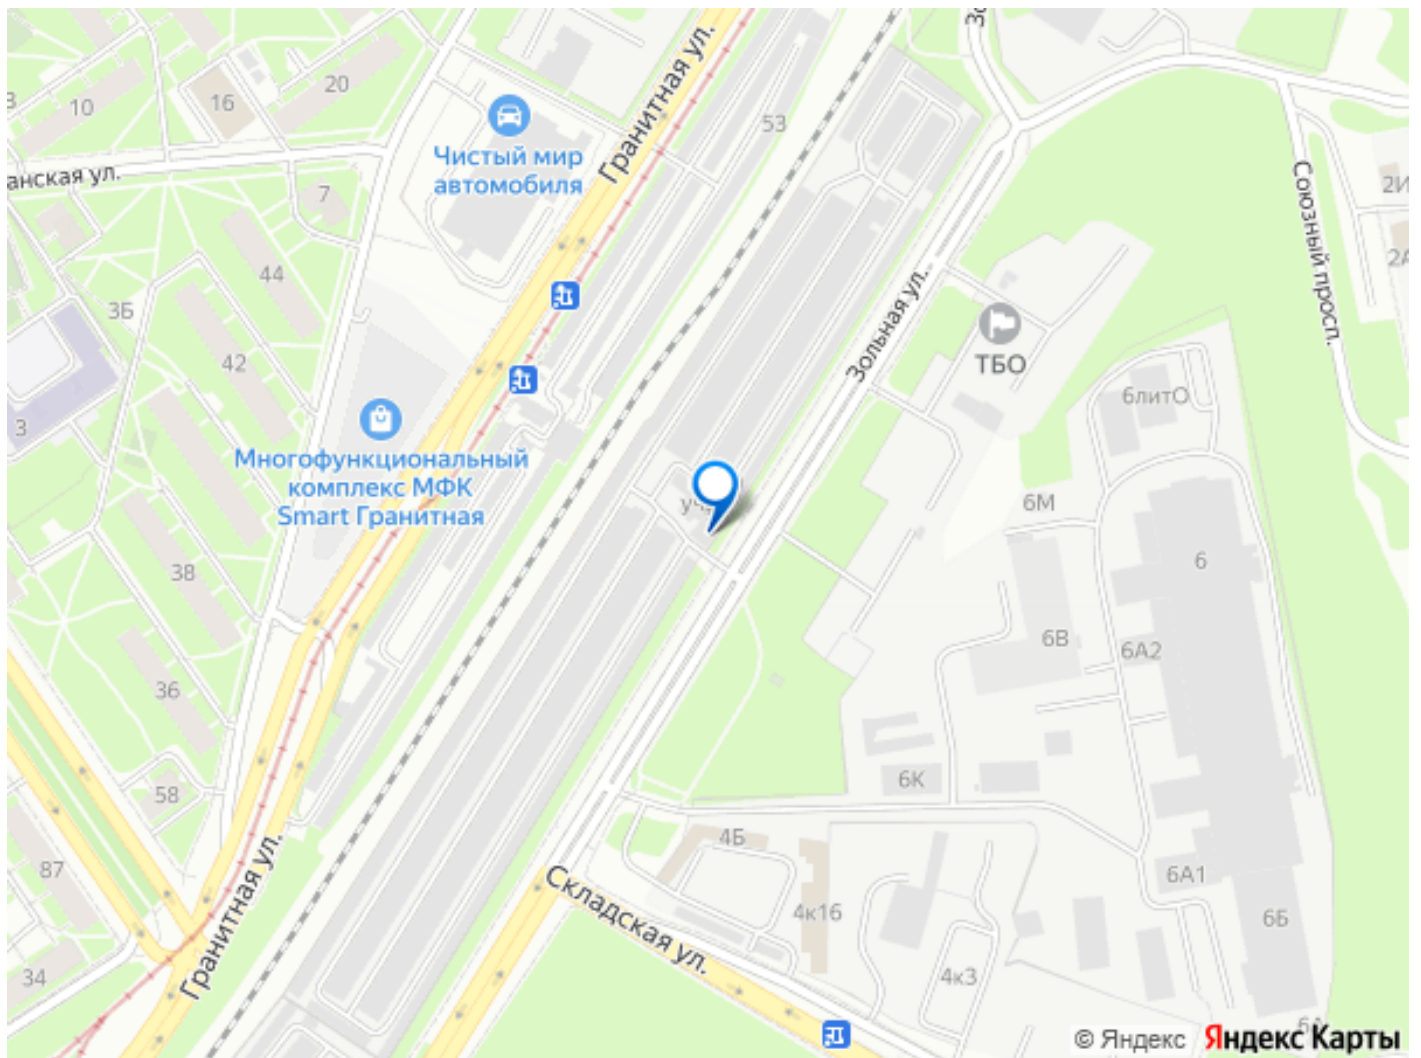 Зо
10
16
20
53
Чистый мир
автомобиля
Гранитная ул.
анская ул.
7
44
3Б
42
3
Союзный просп.
2И
2А
Зольная ул.
ТБО
6литО
Многофункциональный
комплекс МФК
Smart Гранитная
6М
6
38
6В
6А2
36
58
6К
87
4Б
6А1
Складская ул.
4к16
6Б
Гранитная ул.
34
4к3
© Яндекс
Яндекс Карты